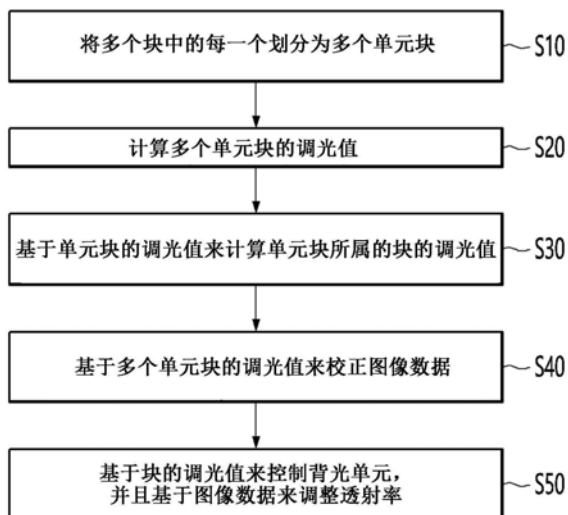 将多个块中的每一个划分为多个单元块
S10
计算多个单元块的调光值
S20
基于单元块的调光值来计算单元块所属的块的调光值
S30
基于多个单元块的调光值来校正图像数据
S40
基于块的调光值来控制背光单元，
并且基于图像数据来调整透射率
S50